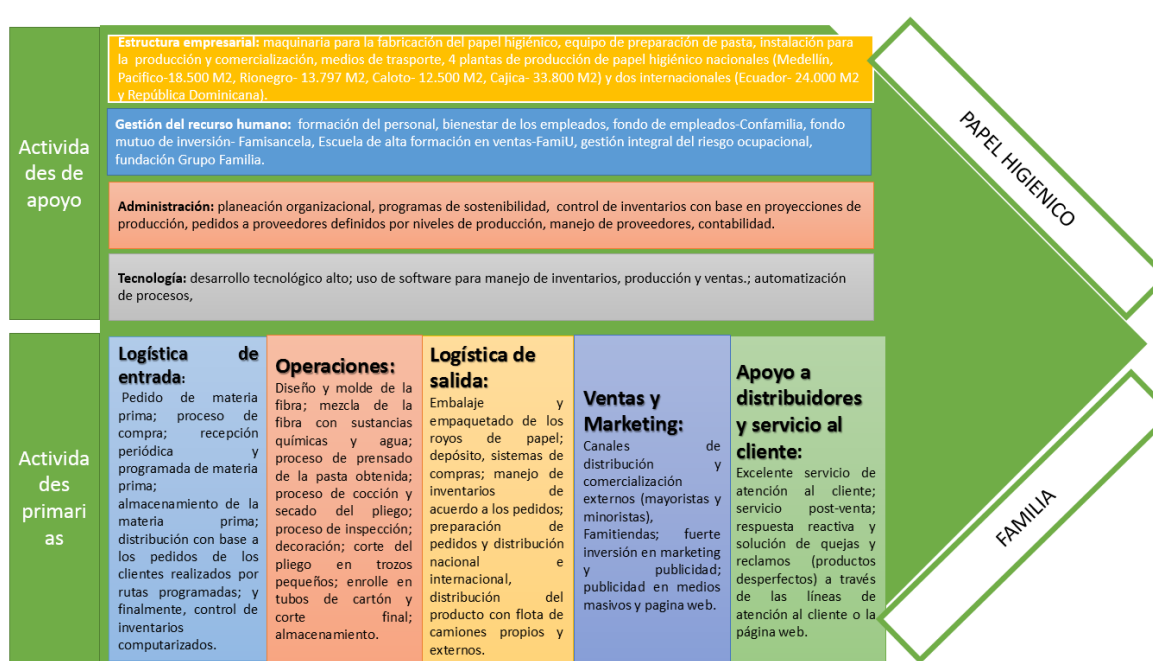 Estructura empresarial: maquinaria para la fabricación del papel higiénico, equipo de preparación de pasta, instalación para
la producción y comercialización, medios de trasporte, 4 plantas de producción de papel higiénico nacionales (Medellín,
Pacifico-18.500 M2, Rionegro- 13.797 M2, Caloto- 12.500 M2, Cajica- 33.800 M2) y dos internacionales (Ecuador- 24.000 M2
y República Dominicana).
Gestión del recurso humano: formación del personal, bienestar de los empleados, fondo de empleados-Confamilia, fondo
mutuo de inversión- Famisancela, Escuela de alta formación en ventas-FamiU, gestión integral del riesgo ocupacional,
fundación Grupo Familia.
Activida
des de
apoyo
Administración: planeación organizacional, programas de sostenibilidad, control de inventarios con base en proyecciones de
producción, pedidos a proveedores definidos por niveles de producción, manejo de proveedores, contabilidad.
Tecnología: desarrollo tecnológico alto; uso de software para manejo de inventarios, producción y ventas.; automatización
de procesos,
PAPEL HIGIENICO
Activida
des
primari
as
Logística de
entrada:
Pedido de materia
prima; proceso de
compra; recepción
periódica y
programada de materia
prima;
almacenamiento de la
materia prima;
distribución con base a
los pedidos de los
clientes realizados por
rutas programadas; y
finalmente, control de
inventarios
computarizados.
Operaciones:
Diseño y molde de la
fibra; mezcla de la
fibra con sustancias
químicas y agua;
proceso de prensado
de la pasta obtenida;
proceso de cocción y
secado del pliego;
proceso de inspección;
decoración; corte del
pliego en trozos
pequeños; enrolle en
tubos de cartón y
corte final;
almacenamiento.
Logística de
salida:
Embalaje y
empaquetado de los
royos de papel;
depósito, sistemas de
compras; manejo de
inventarios de
acuerdo a los pedidos;
preparación de
pedidos y distribución
nacional e
internacional,
distribución del
producto con flota de
camiones propios y
externos.
Ventas y
Marketing:
Canales de
distribución y
comercialización
externos (mayoristas y
minoristas),
Famitiendas; fuerte
inversión en marketing
y publicidad;
publicidad en medios
masivos y pagina web.
Apoyo a
distribuidores
y servicio al
cliente:
Excelente servicio de
atención al cliente;
servicio post-venta;
respuesta reactiva y
solución de quejas y
reclamos (productos
desperfectos) a través
de las líneas de
atención al cliente o la
página web.
FAMILIA